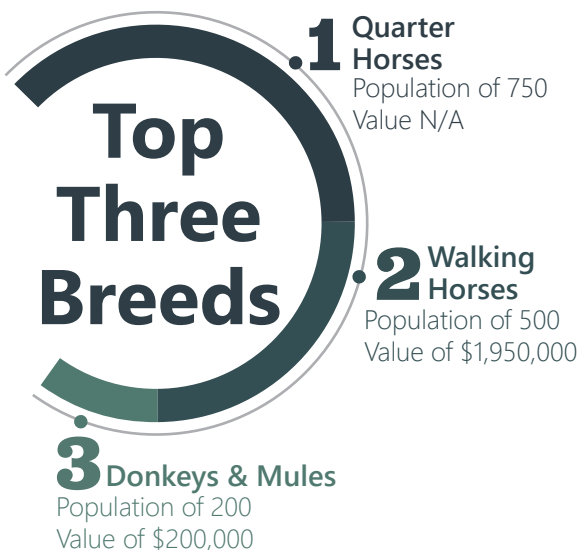 Top
Three
Breeds
1 Quarter
Horses
Population of 750
Value N/A
2 Walking
Horses
Population of 500
Value of $1,950,000
3 Donkeys & Mules
Population of 200
Value of $200,000